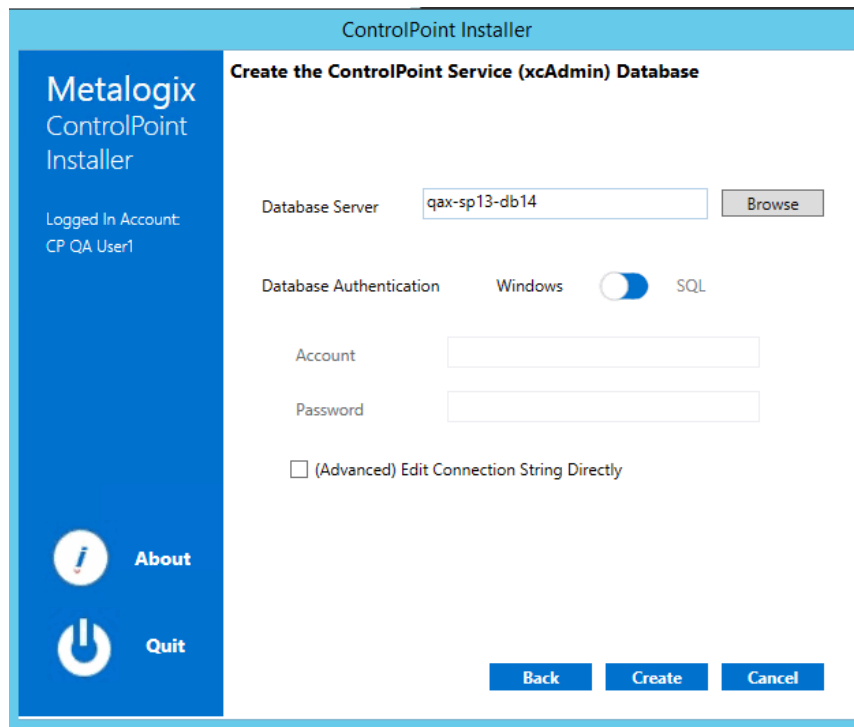 ControlPoint Installer
Metalogix
ControlPoint
Installer
Logged In Account:
CP QA User1
About
Quit
Create the ControlPoint Service (xcAdmin) Database
Database Server qax-sp13-db14 Browse
Database Authentication Windows SQL
Account
Password
(Advanced) Edit Connection String Directly
Back Create Cancel